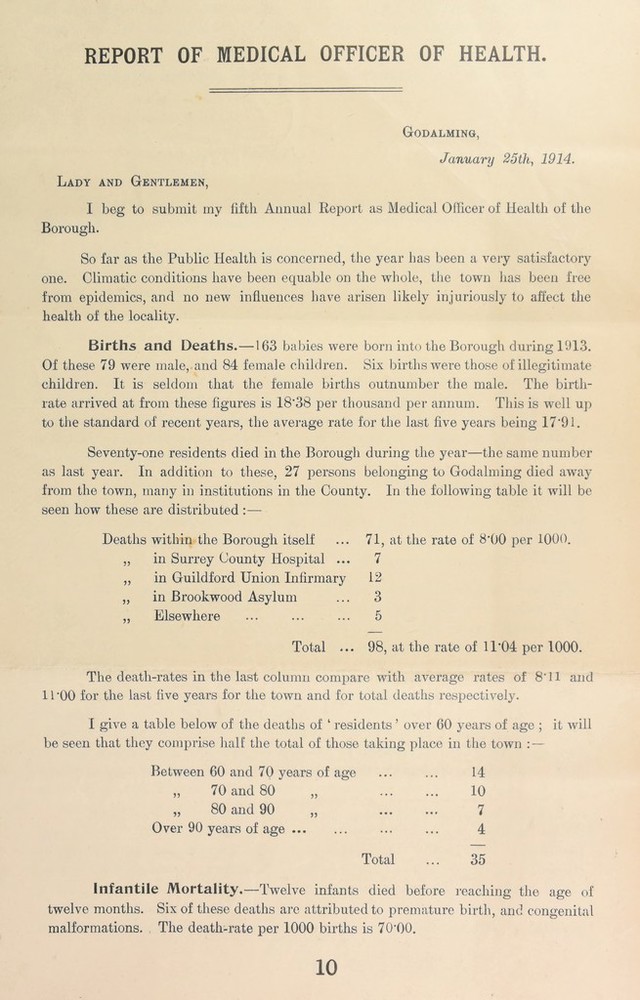 REPORT OF MEDICAL OFFICER OF HEALTH.
GODALMING,
January 25th, 1914.
LADY AND GENTLEMEN,
I beg to submit my fifth Annual Report as Medical Officer of Health of the
Borough.
So far as the Public Health is concerned, the year has been a very satisfactory
one. Climatic conditions have been equable on the whole, the town has been free
from epidemics, and no new influences have arisen likely injuriously to affect the
health of the locality.
Births and Deaths.—163 babies were born into the Borough during 1913.
Of these 79 were male, and 84 female children. Six births were those of illegitimate
children. It is seldom that the female births outnumber the male. The birth-
rate arrived at from these figures is 18·38 per thousand per annum. This is well up
to the standard of recent years, the average rate for the last five years being 17·91.
Seventy-one residents died in the Borough during the year—the same number
as last year. In addition to these, 27 persons belonging to Godalming died away
from the town, many in institutions in the County. In the following table it will be
seen how these are distributed :—
Deaths within the Borough itself ... 71, at the rate of 8·00 per 1000.
„ in Surrey County Hospital ... 7
„ in Guildford Union Infirmary 12
„ in Brookwood Asylum ... 3
„ Elsewhere ... ... ... 5
Total ... 98, at the rate of 11·04 per 1000.
The death-rates in the last column compare with average rates of 8·11 and
11·00 for the last five years for the town and for total deaths respectively.
I give a table below of the deaths of ‘ residents ’ over 60 years of age ; it will
be seen that they comprise half the total of those taking place in the town :—
Between 60 and 70 years of age ... ... 14
„ 70 and 80 „ ... ... 10
„ 80 and 90 „ ... ... 7
Over 90 years of age ... ... ... ... 4
Total ... 35
Infantile Mortality.—Twelve infants died before reaching the age of
twelve months. Six of these deaths are attributed to premature birth, and congenital
malformations. The death-rate per 1000 births is 70·00.
10